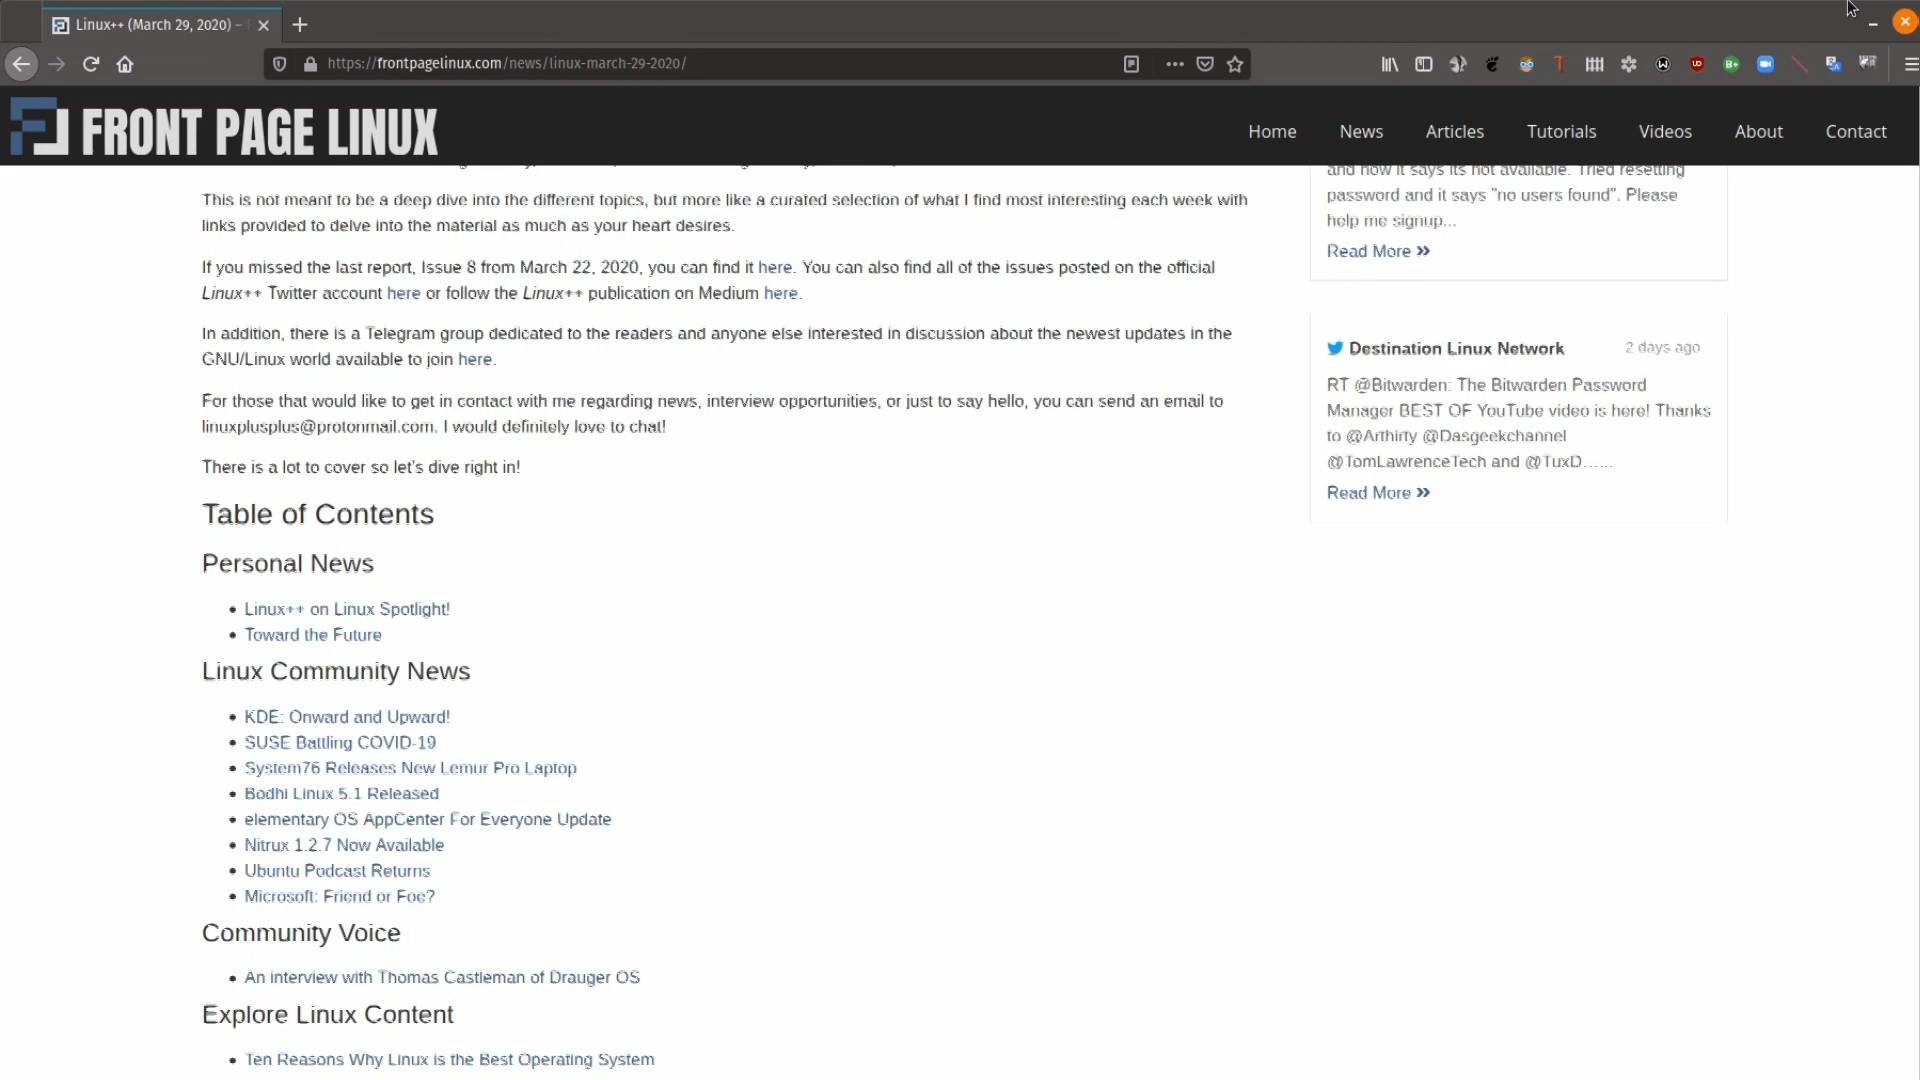 Linux++ (March 29, 2020) –
https://frontpagelinux.com/news/linux-march-29-2020/
FRONT PAGE LINUX
Home News Articles Tutorials Videos About Contact
This is not meant to be a deep dive into the different topics, but more like a curated selection of what I find most interesting each week with
links provided to delve into the material as much as your heart desires.
If you missed the last report, Issue 8 from March 22, 2020, you can find it here. You can also find all of the issues posted on the official
Linux++ Twitter account here or follow the Linux++ publication on Medium here.
In addition, there is a Telegram group dedicated to the readers and anyone else interested in discussion about the newest updates in the
GNU/Linux world available to join here.
For those that would like to get in contact with me regarding news, interview opportunities, or just to say hello, you can send an email to
linuxplusplus@protonmail.com. I would definitely love to chat!
There is a lot to cover so let's dive right in!
Table of Contents
Personal News
Linux++ on Linux Spotlight!
Toward the Future
Linux Community News
KDE: Onward and Upward!
SUSE Battling COVID-19
System76 Releases New Lemur Pro Laptop
Bodhi Linux 5.1 Released
elementary OS AppCenter For Everyone Update
Nitrux 1.2.7 Now Available
Ubuntu Podcast Returns
Microsoft: Friend or Foe?
Community Voice
An interview with Thomas Castleman of Drauger OS
Explore Linux Content
Ten Reasons Why Linux is the Best Operating System
and now it says its not available. Tried resetting
password and it says "no users found". Please
help me signup...
Read More »
Destination Linux Network 2 days ago
RT @Bitwarden: The Bitwarden Password
Manager BEST OF YouTube video is here! Thanks
to @Arthirty @Dasgeekchannel
@TomLawrenceTech and @TuxD…...
Read More »